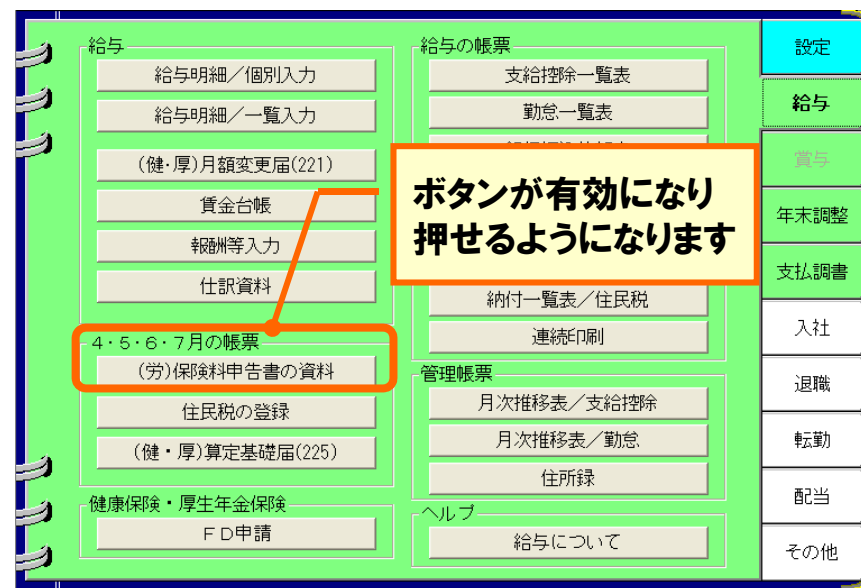 給与
給与明細／個別入力
給与明細／一覧入力
(健･厚)月額変更届(221)
賃金台帳
報酬等入力
仕訳資料
4・5・6・7月の帳票
(労)保険料申告書の資料
住民税の登録
(健・厚)算定基礎届(225)
健康保険・厚生年金保険
ＦＤ申請
給与の帳票
支給控除一覧表
勤怠一覧表
ボタンが有効になり
押せるようになります
納付一覧表／住民税
連続印刷
管理帳票
月次推移表／支給控除
月次推移表／勤怠
住所録
ヘルプ
給与について
設定
給与
賞与
年末調整
支払調書
入社
退職
転勤
配当
その他